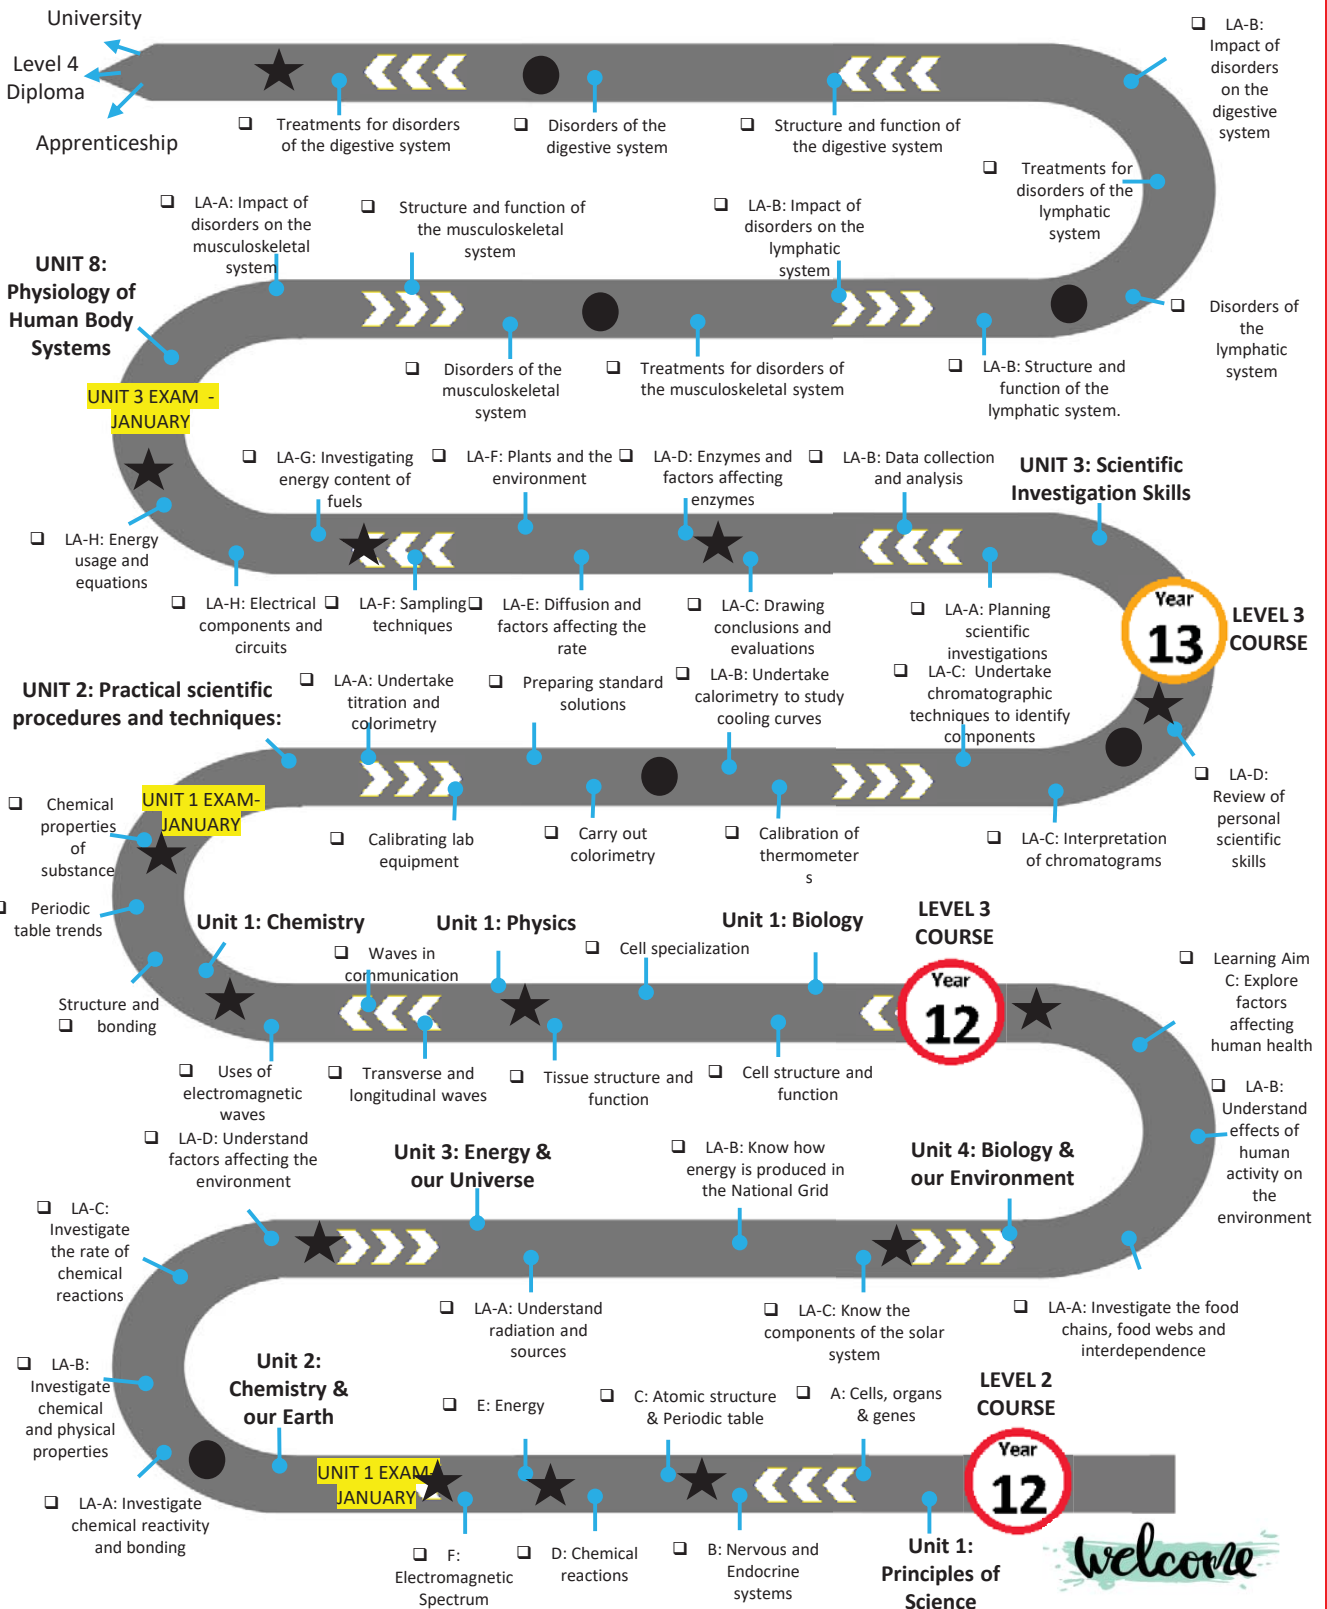 University
Level 4
Diploma
Apprenticeship
❑ Treatments for disorders
of the digestive system
❑ Disorders of the
digestive system
❑ Structure and function of
the digestive system
❑ LA-B:
Impact of
disorders
on the
digestive
system
❑ Treatments for
disorders of the
lymphatic
system
❑ LA-A: Impact of
disorders on the
musculoskeletal
system
❑ Structure and function of
the musculoskeletal
system
❑ LA-B: Impact of
disorders on the
lymphatic
system
UNIT 8:
Physiology of
Human Body
Systems
❑ Disorders of
the
lymphatic
system
❑ Disorders of the
musculoskeletal
system
❑ Treatments for disorders of
the musculoskeletal system
❑ LA-B: Structure and
function of the
lymphatic system.
UNIT 3 EXAM -
JANUARY
❑ LA-G: Investigating
energy content of
fuels
❑ LA-F: Plants and the
environment
❑ LA-D: Enzymes and
factors affecting
enzymes
❑ LA-B: Data collection
and analysis
UNIT 3: Scientific
Investigation Skills
❑ LA-H: Energy
usage and
equations
❑ LA-H: Electrical
components and
circuits
❑ LA-F: Sampling
techniques
❑ LA-E: Diffusion and
factors affecting the
rate
❑ LA-C: Drawing
conclusions and
evaluations
❑ LA-A: Planning
scientific
investigations
Year
13
LEVEL 3
COURSE
UNIT 2: Practical scientific
procedures and techniques:
❑ LA-A: Undertake
titration and
colorimetry
❑ Preparing standard
solutions
❑ LA-B: Undertake
calorimetry to study
cooling curves
❑ LA-C: Undertake
chromatographic
techniques to identify
components
❑ LA-D:
Review of
personal
scientific
skills
❑ Chemical
properties
of
substance
UNIT 1 EXAM-
JANUARY
❑ Calibrating lab
equipment
❑ Carry out
colorimetry
❑ Calibration of
thermometer
s
❑ LA-C: Interpretation
of chromatograms
❑ Periodic
table trends
Unit 1: Chemistry
Unit 1: Physics
Unit 1: Biology
LEVEL 3
COURSE
❑ Waves in
communication
❑ Cell specialization
❑ Learning Aim
C: Explore
factors
affecting
human health
Structure and
❑ bonding
Year
12
❑ Uses of
electromagnetic
waves
❑ Transverse and
longitudinal waves
❑ Tissue structure and
function
❑ Cell structure and
function
❑ LA-B:
Understand
effects of
human
activity on
the
environment
❑ LA-D: Understand
factors affecting the
environment
Unit 3: Energy &
our Universe
❑ LA-B: Know how
energy is produced in
the National Grid
Unit 4: Biology &
our Environment
❑ LA-C:
Investigate
the rate of
chemical
reactions
❑ LA-A: Understand
radiation and
sources
❑ LA-C: Know the
components of the solar
system
❑ LA-A: Investigate the food
chains, food webs and
interdependence
❑ LA-B:
Investigate
chemical
and physical
properties
Unit 2:
Chemistry &
our Earth
❑ E: Energy
❑ C: Atomic structure
& Periodic table
❑ A: Cells, organs
& genes
LEVEL 2
COURSE
Year
12
UNIT 1 EXAM-
JANUARY
❑ LA-A: Investigate
chemical reactivity
and bonding
❑ F:
Electromagnetic
Spectrum
❑ D: Chemical
reactions
❑ B: Nervous and
Endocrine
systems
Unit 1:
Principles of
Science
welcome